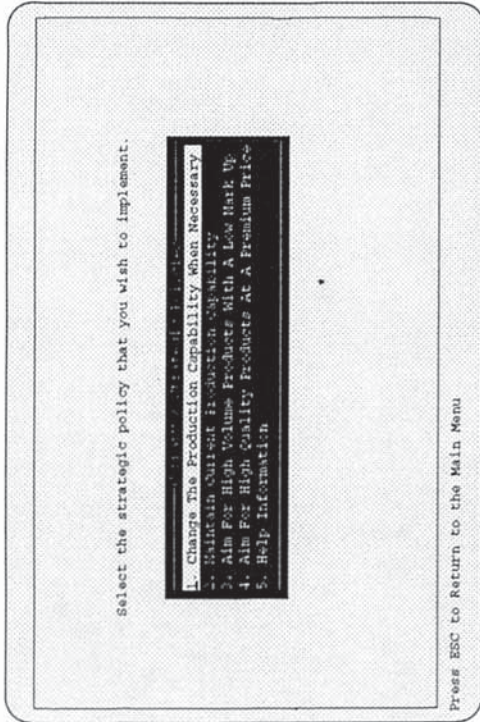 Select the strategic policy that you wish to implement.
1. Change The Production Capability When Necessary
2. Maintain Current Production Capability
3. Aim For High Volume Products With A Low Mark Up
4. Aim For High Quality Products At A Premium Price
5. Help Information
Press ESC to Return to the Main Menu